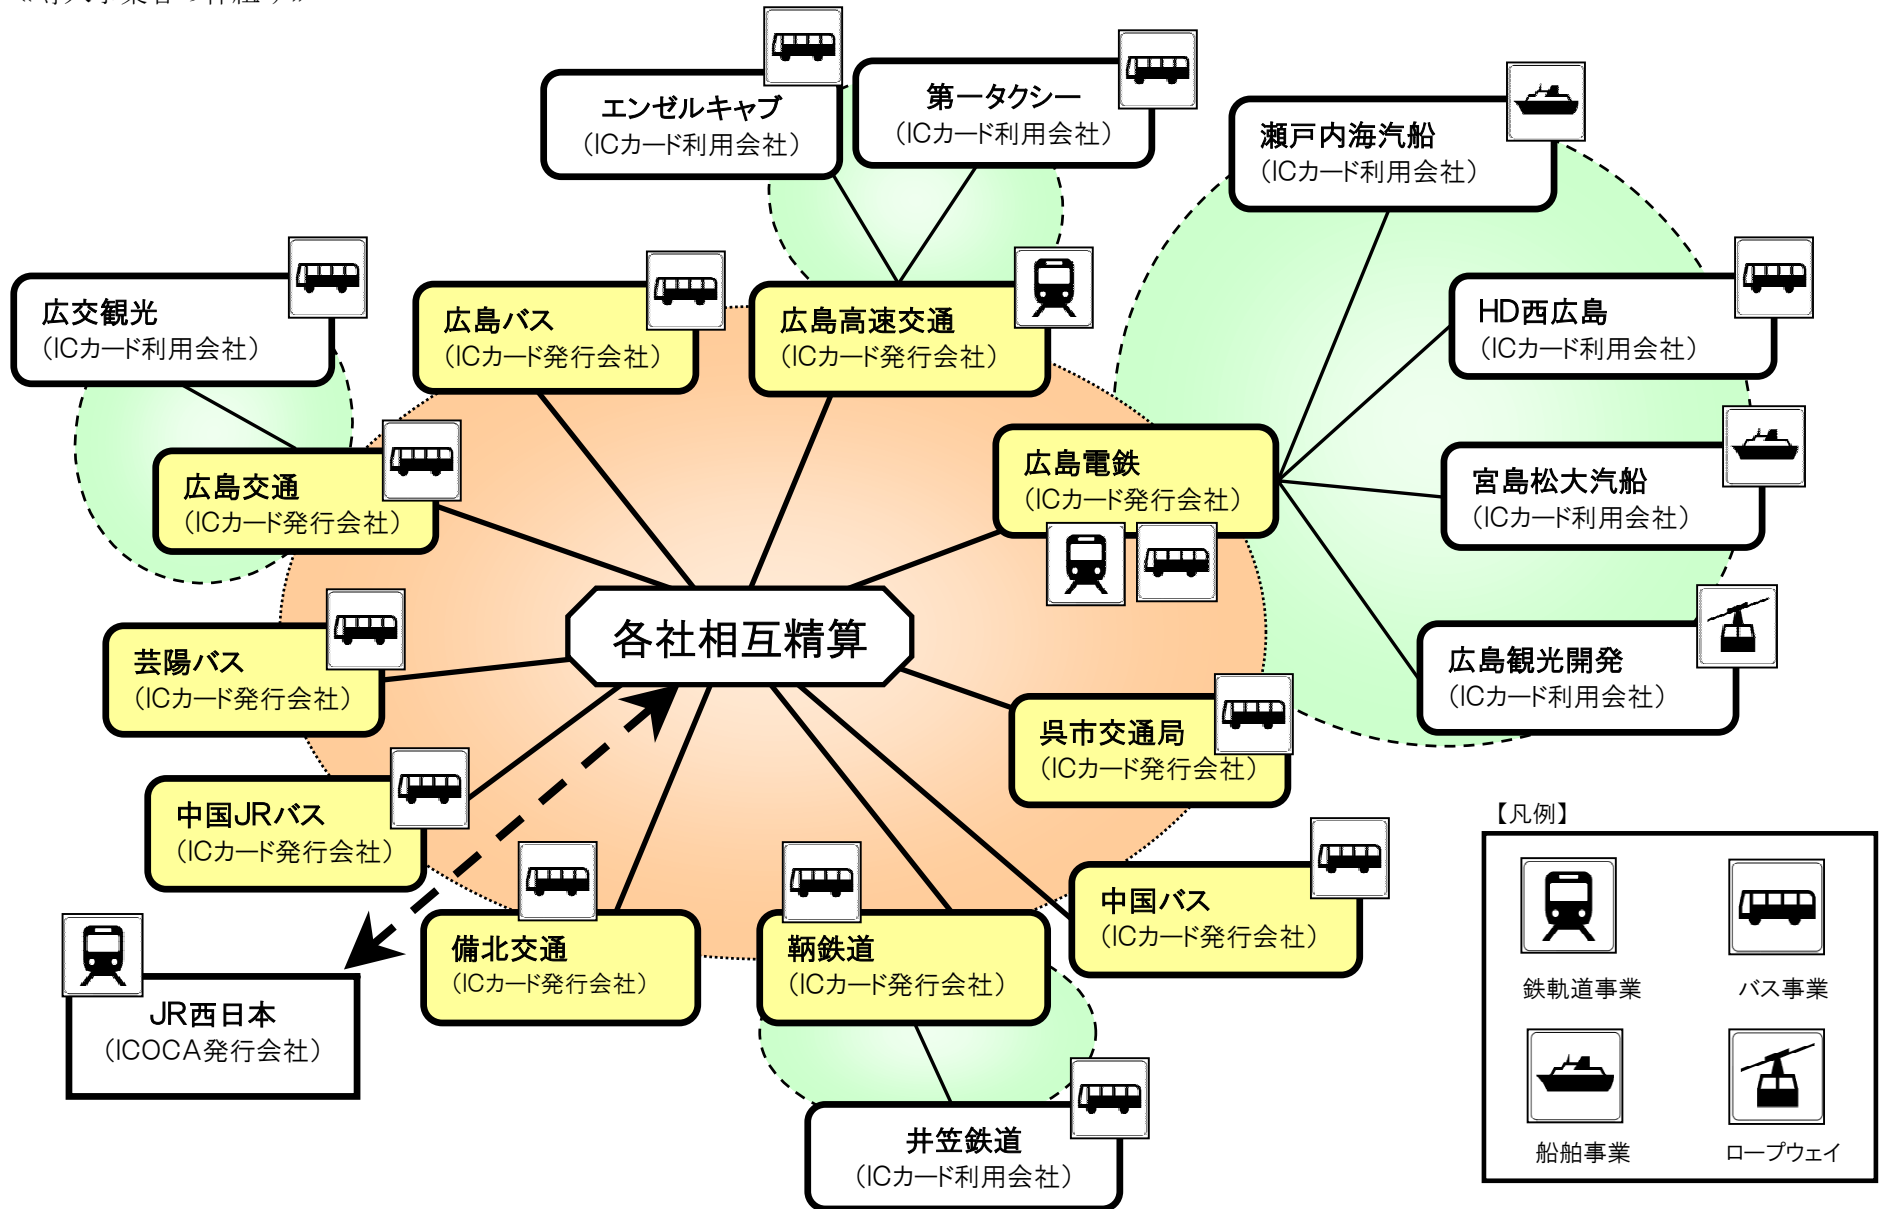 エンゼルキャブ
（ICカード利用会社）
第一タクシー
（ICカード利用会社）
瀬戸内海汽船
（ICカード利用会社）
広交観光
（ICカード利用会社）
広島バス
（ICカード発行会社）
広島高速交通
（ICカード発行会社）
HD西広島
（ICカード利用会社）
広島交通
（ICカード発行会社）
広島電鉄
（ICカード発行会社）
宮島松大汽船
（ICカード利用会社）
各社相互精算
芸陽バス
（ICカード発行会社）
広島観光開発
（ICカード利用会社）
呉市交通局
（ICカード発行会社）
中国JRバス
（ICカード発行会社）
備北交通
（ICカード発行会社）
鞆鉄道
（ICカード発行会社）
中国バス
（ICカード発行会社）
JR西日本
（ICOCA発行会社）
井笠鉄道
（ICカード利用会社）
【凡例】
鉄軌道事業
バス事業
船舶事業
ロープウェイ